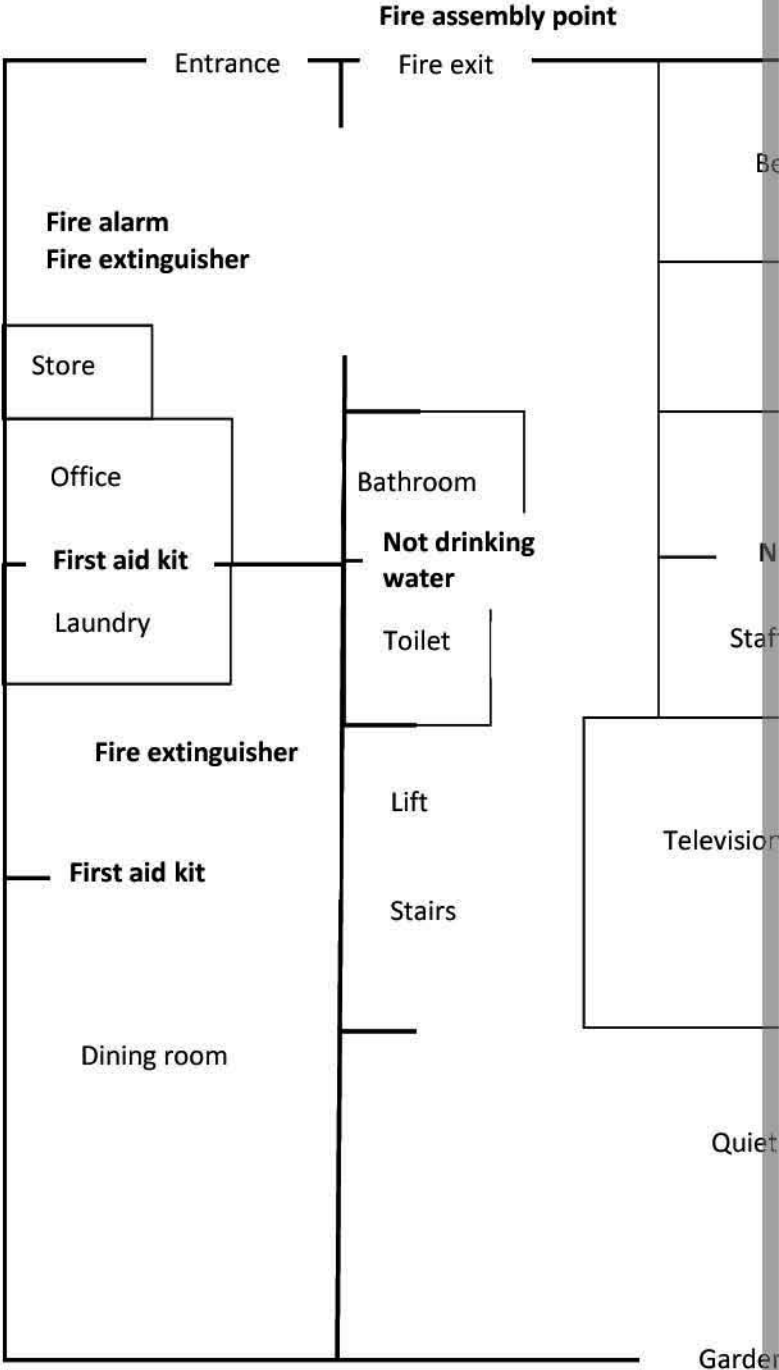 Fire assembly point
Entrance
Fire exit
Fire alarm
Fire extinguisher
Store
Office
Bathroom
First aid kit
Not drinking
water
Laundry
Toilet
Fire extinguisher
Lift
First aid kit
Stairs
Dining room
Quiet